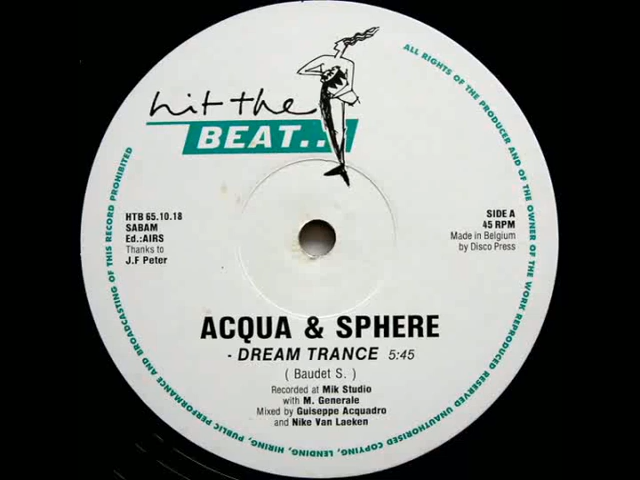 hit the
BEAT...
HTB 65.10.18
SABAM
Ed.:AIRS
Thanks to
J.F Peter
SIDE A
45 RPM
Made in Belgium
by Disco Press
ACQUA & SPHERE
- DREAM TRANCE 5:45
( Baudet S. )
Recorded at Mik Studio
with M. Generale
Mixed by Guiseppe Acquadro
and Nike Van Laeken
ALL RIGHTS OF THE PRODUCER AND OF THE OWNER OF THE WORK REPRODUCED RESERVED UNAUTHORISED COPYING, LENDING, HIRING, PUBLIC PERFORMANCE AND BROADCASTING OF THIS RECORD PROHIBITED